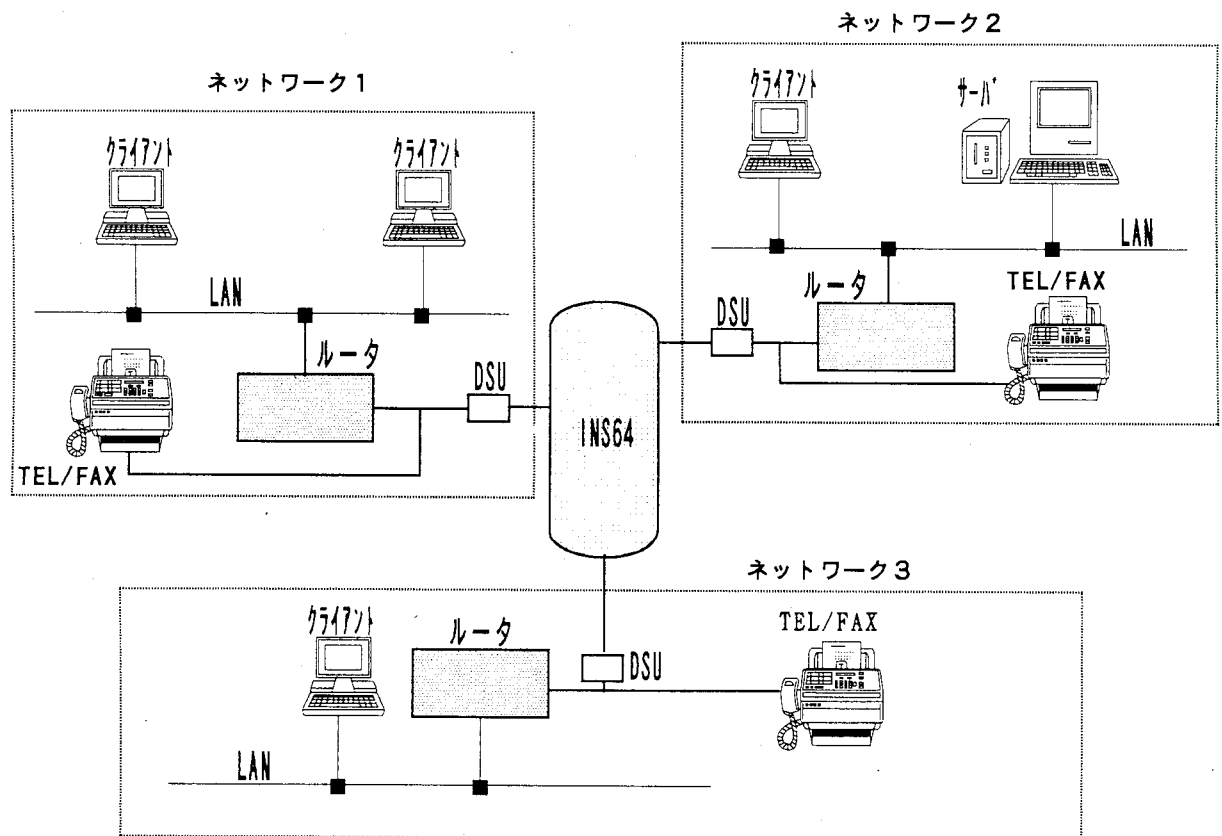 ネットワーク1
クライアント
クライアント
LAN
ルータ
DSU
TEL/FAX
INS64
ネットワーク2
クライアント
サーバ
LAN
ルータ
TEL/FAX
DSU
ネットワーク3
クライアント
ルータ
TEL/FAX
DSU
LAN